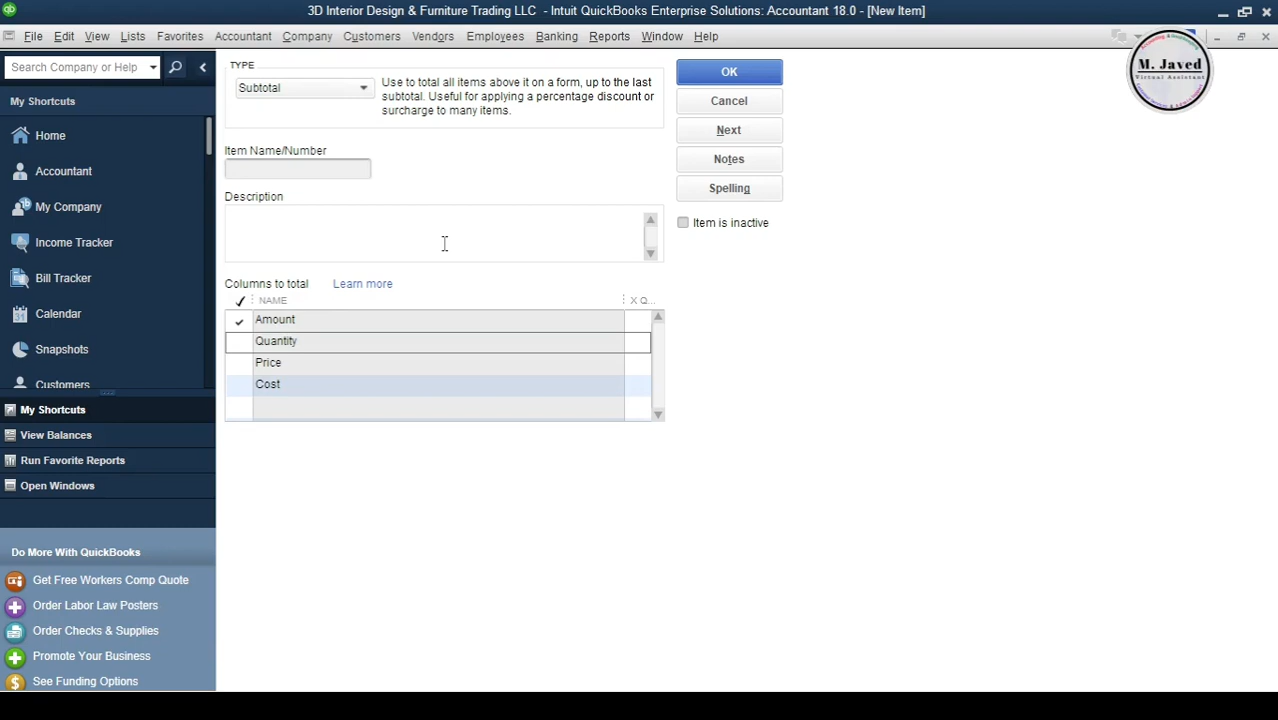 3D Interior Design & Furniture Trading LLC - Intuit QuickBooks Enterprise Solutions: Accountant 18.0 - [New Item]
File Edit View Lists Favorites Accountant Company Customers Vendors Employees Banking Reports Window Help
Search Company or Help
My Shortcuts
Home
Accountant
My Company
Income Tracker
Bill Tracker
Calendar
Snapshots
Customers
My Shortcuts
View Balances
Run Favorite Reports
Open Windows
Do More With QuickBooks
Get Free Workers Comp Quote
Order Labor Law Posters
Order Checks & Supplies
Promote Your Business
See Funding Options
TYPE
Subtotal
Use to total all items above it on a form, up to the last
subtotal. Useful for applying a percentage discount or
surcharge to many items.
Item Name/Number
Description
Columns to total Learn more
NAME X Q...
Amount
Quantity
Price
Cost
OK
Cancel
Next
Notes
Spelling
Item is inactive
M. Javed
Virtual Assistant